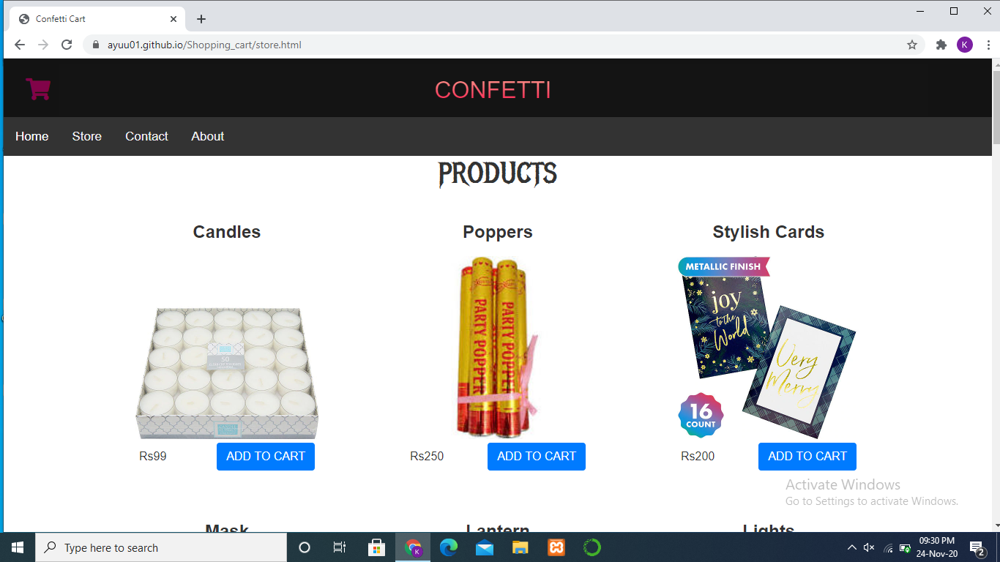 Confetti Cart
ayuu01.github.io/Shopping_cart/store.html
K
CONFETTI
Home Store Contact About
PRODUCTS
Candles Poppers Stylish Cards
METALLIC FINISH
joy
to the
World
PARTY POPPER
PARTY POPPER
Very
Merry
50
16
COUNT
Rs99 ADD TO CART Rs250 ADD TO CART Rs200 ADD TO CART
Activate Windows
Go to Settings to activate Windows.
Mask Lantern Lights
Type here to search
K
09:30 PM
24-Nov-20
2